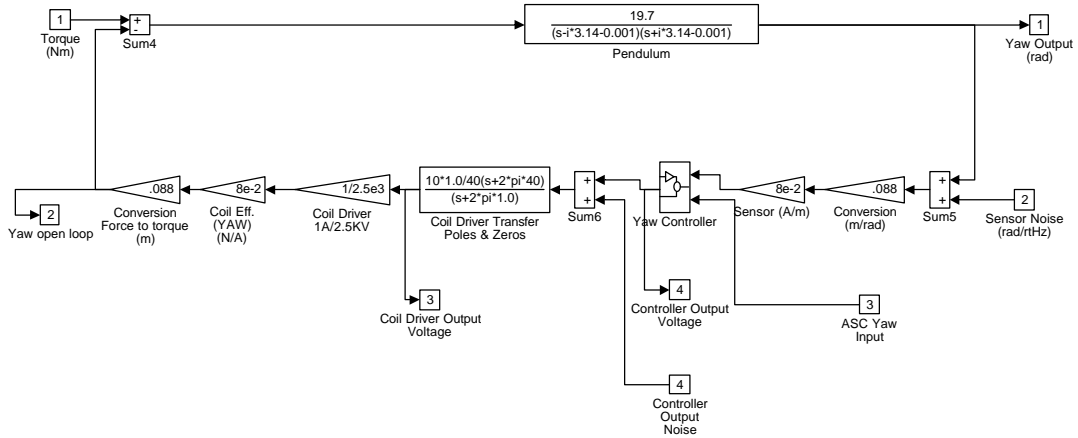 1
Torque
(Nm)
+
-
Sum4
19.7
(s-i*3.14-0.001)(s+i*3.14-0.001)
Pendulum
1
Yaw Output
(rad)
2
Yaw open loop
.088
Conversion
Force to torque
(m)
8e-2
Coil Eff.
(YAW)
(N/A)
1/2.5e3
Coil Driver
1A/2.5KV
10*1.0/40(s+2*pi*40)
(s+2*pi*1.0)
Coil Driver Transfer
Poles & Zeros
+
+
Sum6
Yaw Controller
8e-2
Sensor (A/m)
.088
Conversion
(m/rad)
+
+
Sum5
2
Sensor Noise
(rad/rtHz)
3
Coil Driver Output
Voltage
4
Controller Output
Voltage
3
ASC Yaw
Input
4
Controller
Output
Noise